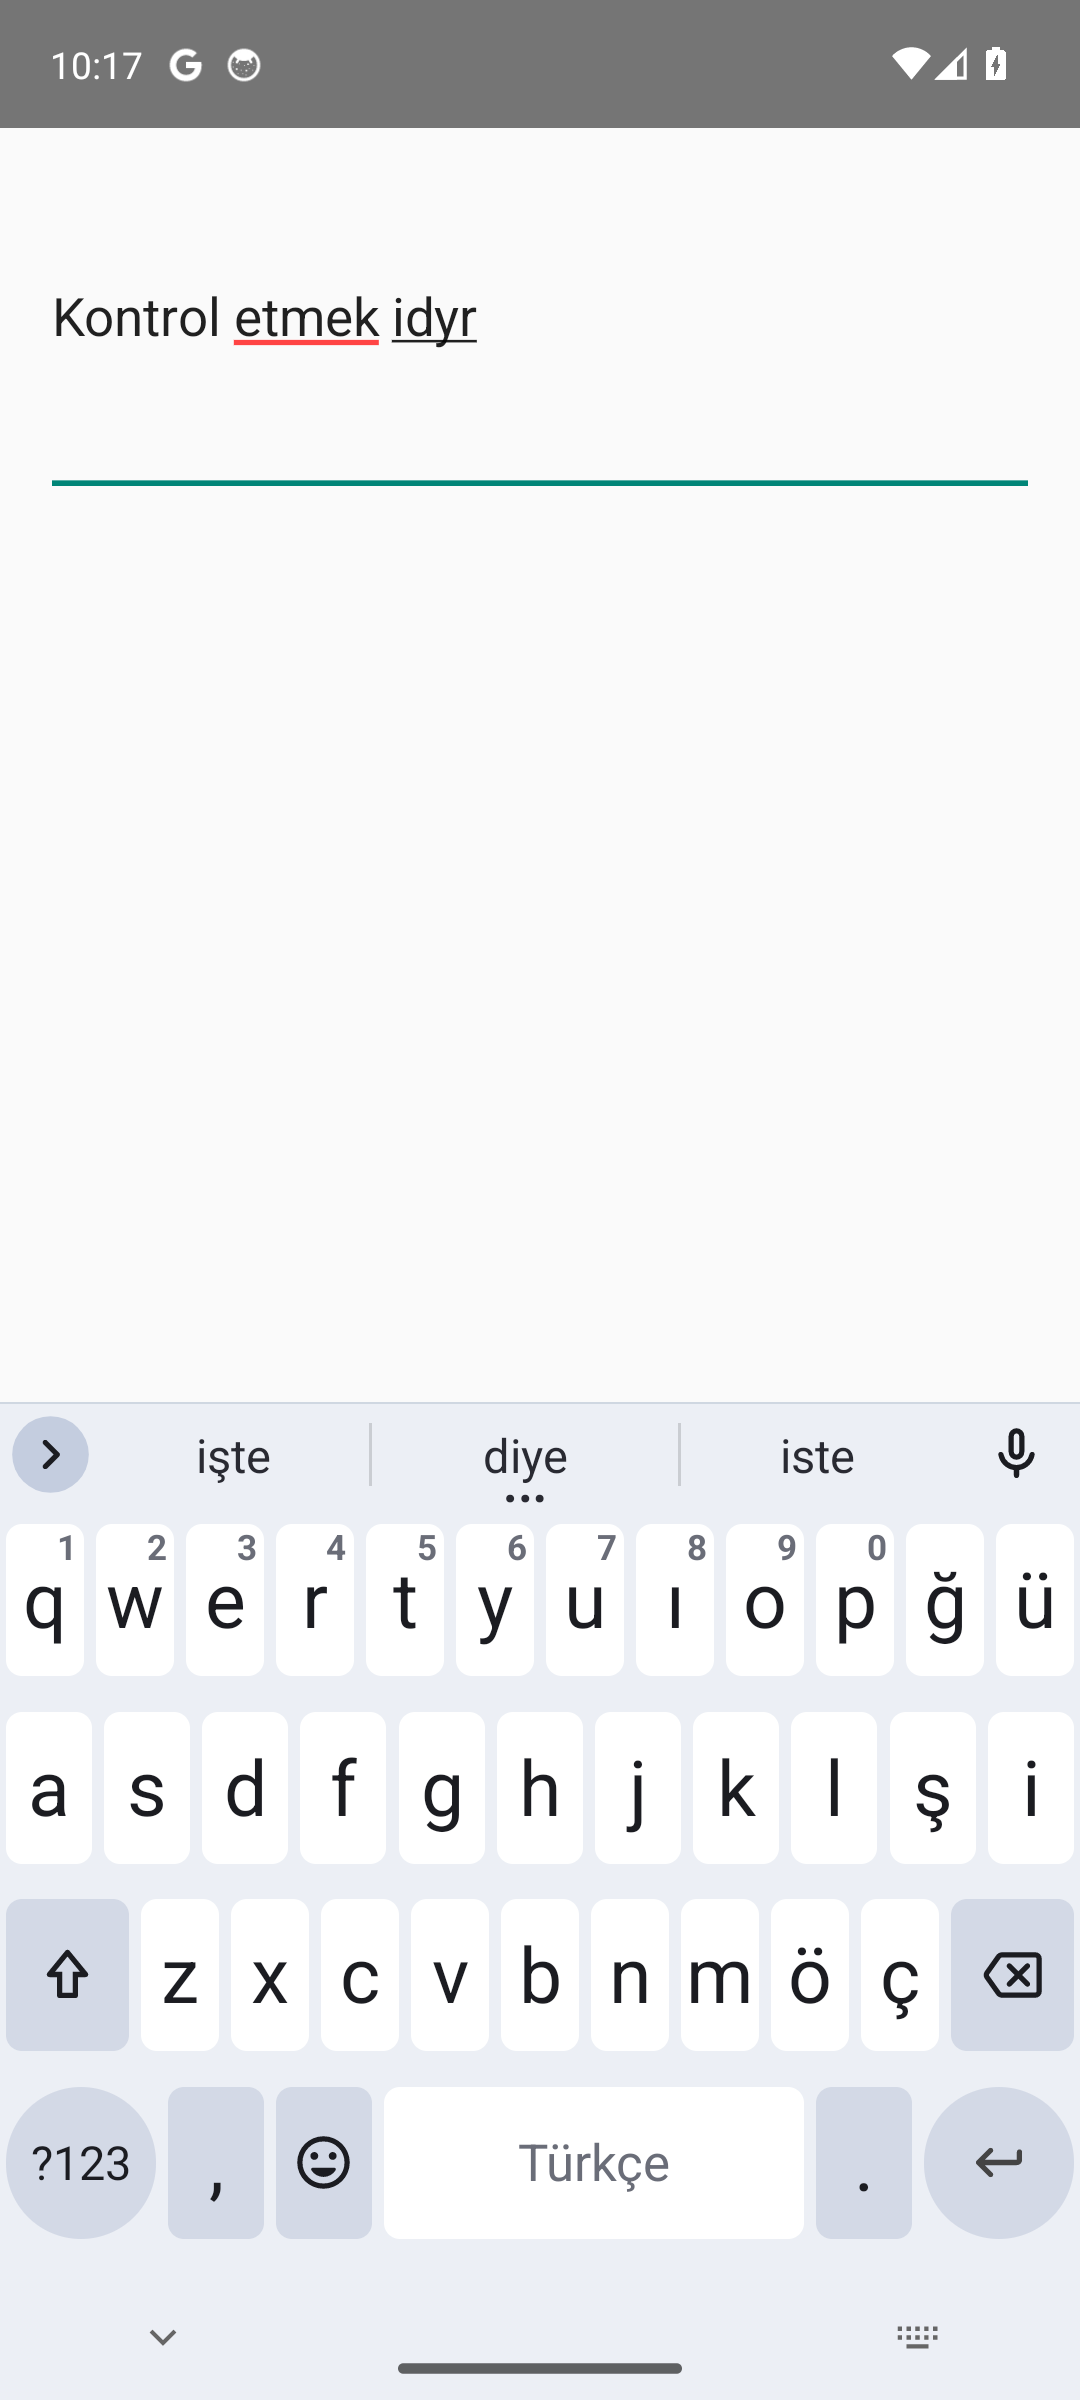 10:17
Kontrol etmek idyr
işte diye iste
1 2 3 4 5 6 7 8 9 0
q w e r t y u ı o p ğ ü
a s d f g h j k l ş i
z x c v b n m ö ç
?123 , Türkçe .